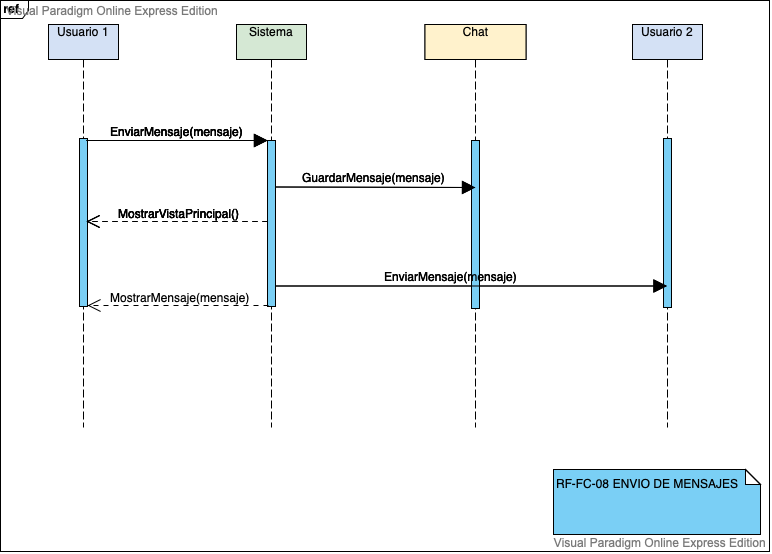 ref
Visual Paradigm Online Express Edition
Usuario 1
Sistema
Chat
Usuario 2
EnviarMensaje(mensaje)
GuardarMensaje(mensaje)
MostrarVistaPrincipal()
EnviarMensaje(mensaje)
MostrarMensaje(mensaje)
RF-FC-08 ENVIO DE MENSAJES
Visual Paradigm Online Express Edition